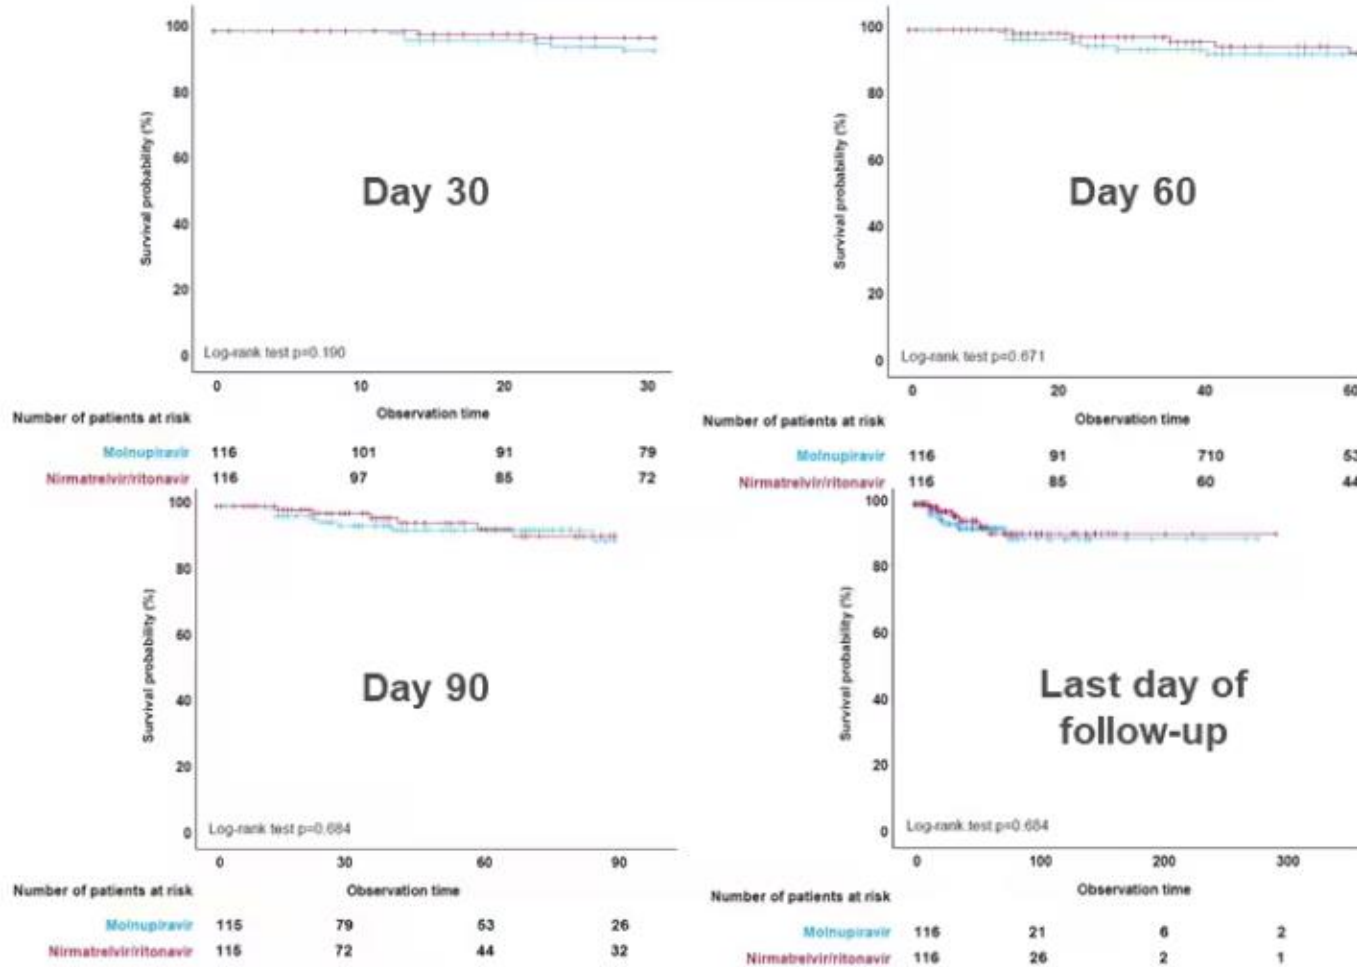 100
80
60
40
20
0
Survival probability (%)
Day 30
Log-rank test p=0.190
0 10 20 30
Observation time
Number of patients at risk
Molnupiravir 116 101 91 79
Nirmatrelvir/ritonavir 116 97 85 72
100
80
60
40
20
0
Survival probability (%)
Day 60
Log-rank test p=0.671
0 20 40 60
Observation time
Number of patients at risk
Molnupiravir 116 91 710 53
Nirmatrelvir/ritonavir 116 85 60 44
100
80
60
40
20
0
Survival probability (%)
Day 90
Log-rank test p=0.684
0 30 60 90
Observation time
Number of patients at risk
Molnupiravir 115 79 53 26
Nirmatrelvir/ritonavir 115 72 44 32
100
80
60
40
20
0
Survival probability (%)
Last day of
follow-up
Log-rank test p=0.684
0 100 200 300
Observation time
Number of patients at risk
Molnupiravir 116 21 6 2
Nirmatrelvir/ritonavir 116 26 2 1